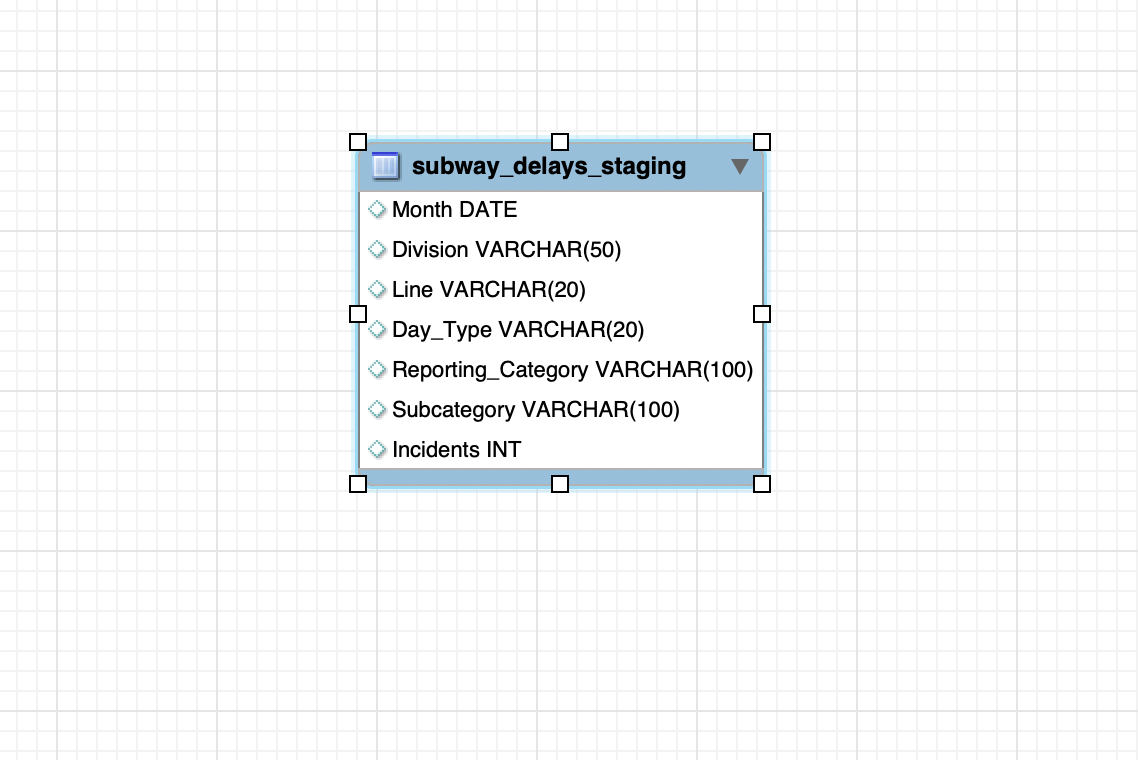 subway_delays_staging
Month DATE
Division VARCHAR(50)
Line VARCHAR(20)
Day_Type VARCHAR(20)
Reporting_Category VARCHAR(100)
Subcategory VARCHAR(100)
Incidents INT